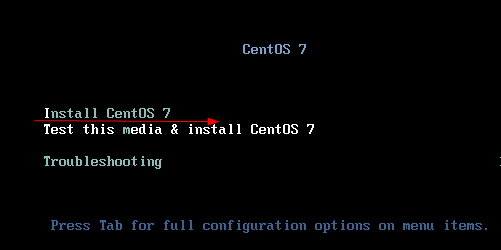 CentOS 7
Install CentOS 7
Test this media & install CentOS 7
Troubleshooting
Press Tab for full configuration options on menu items.